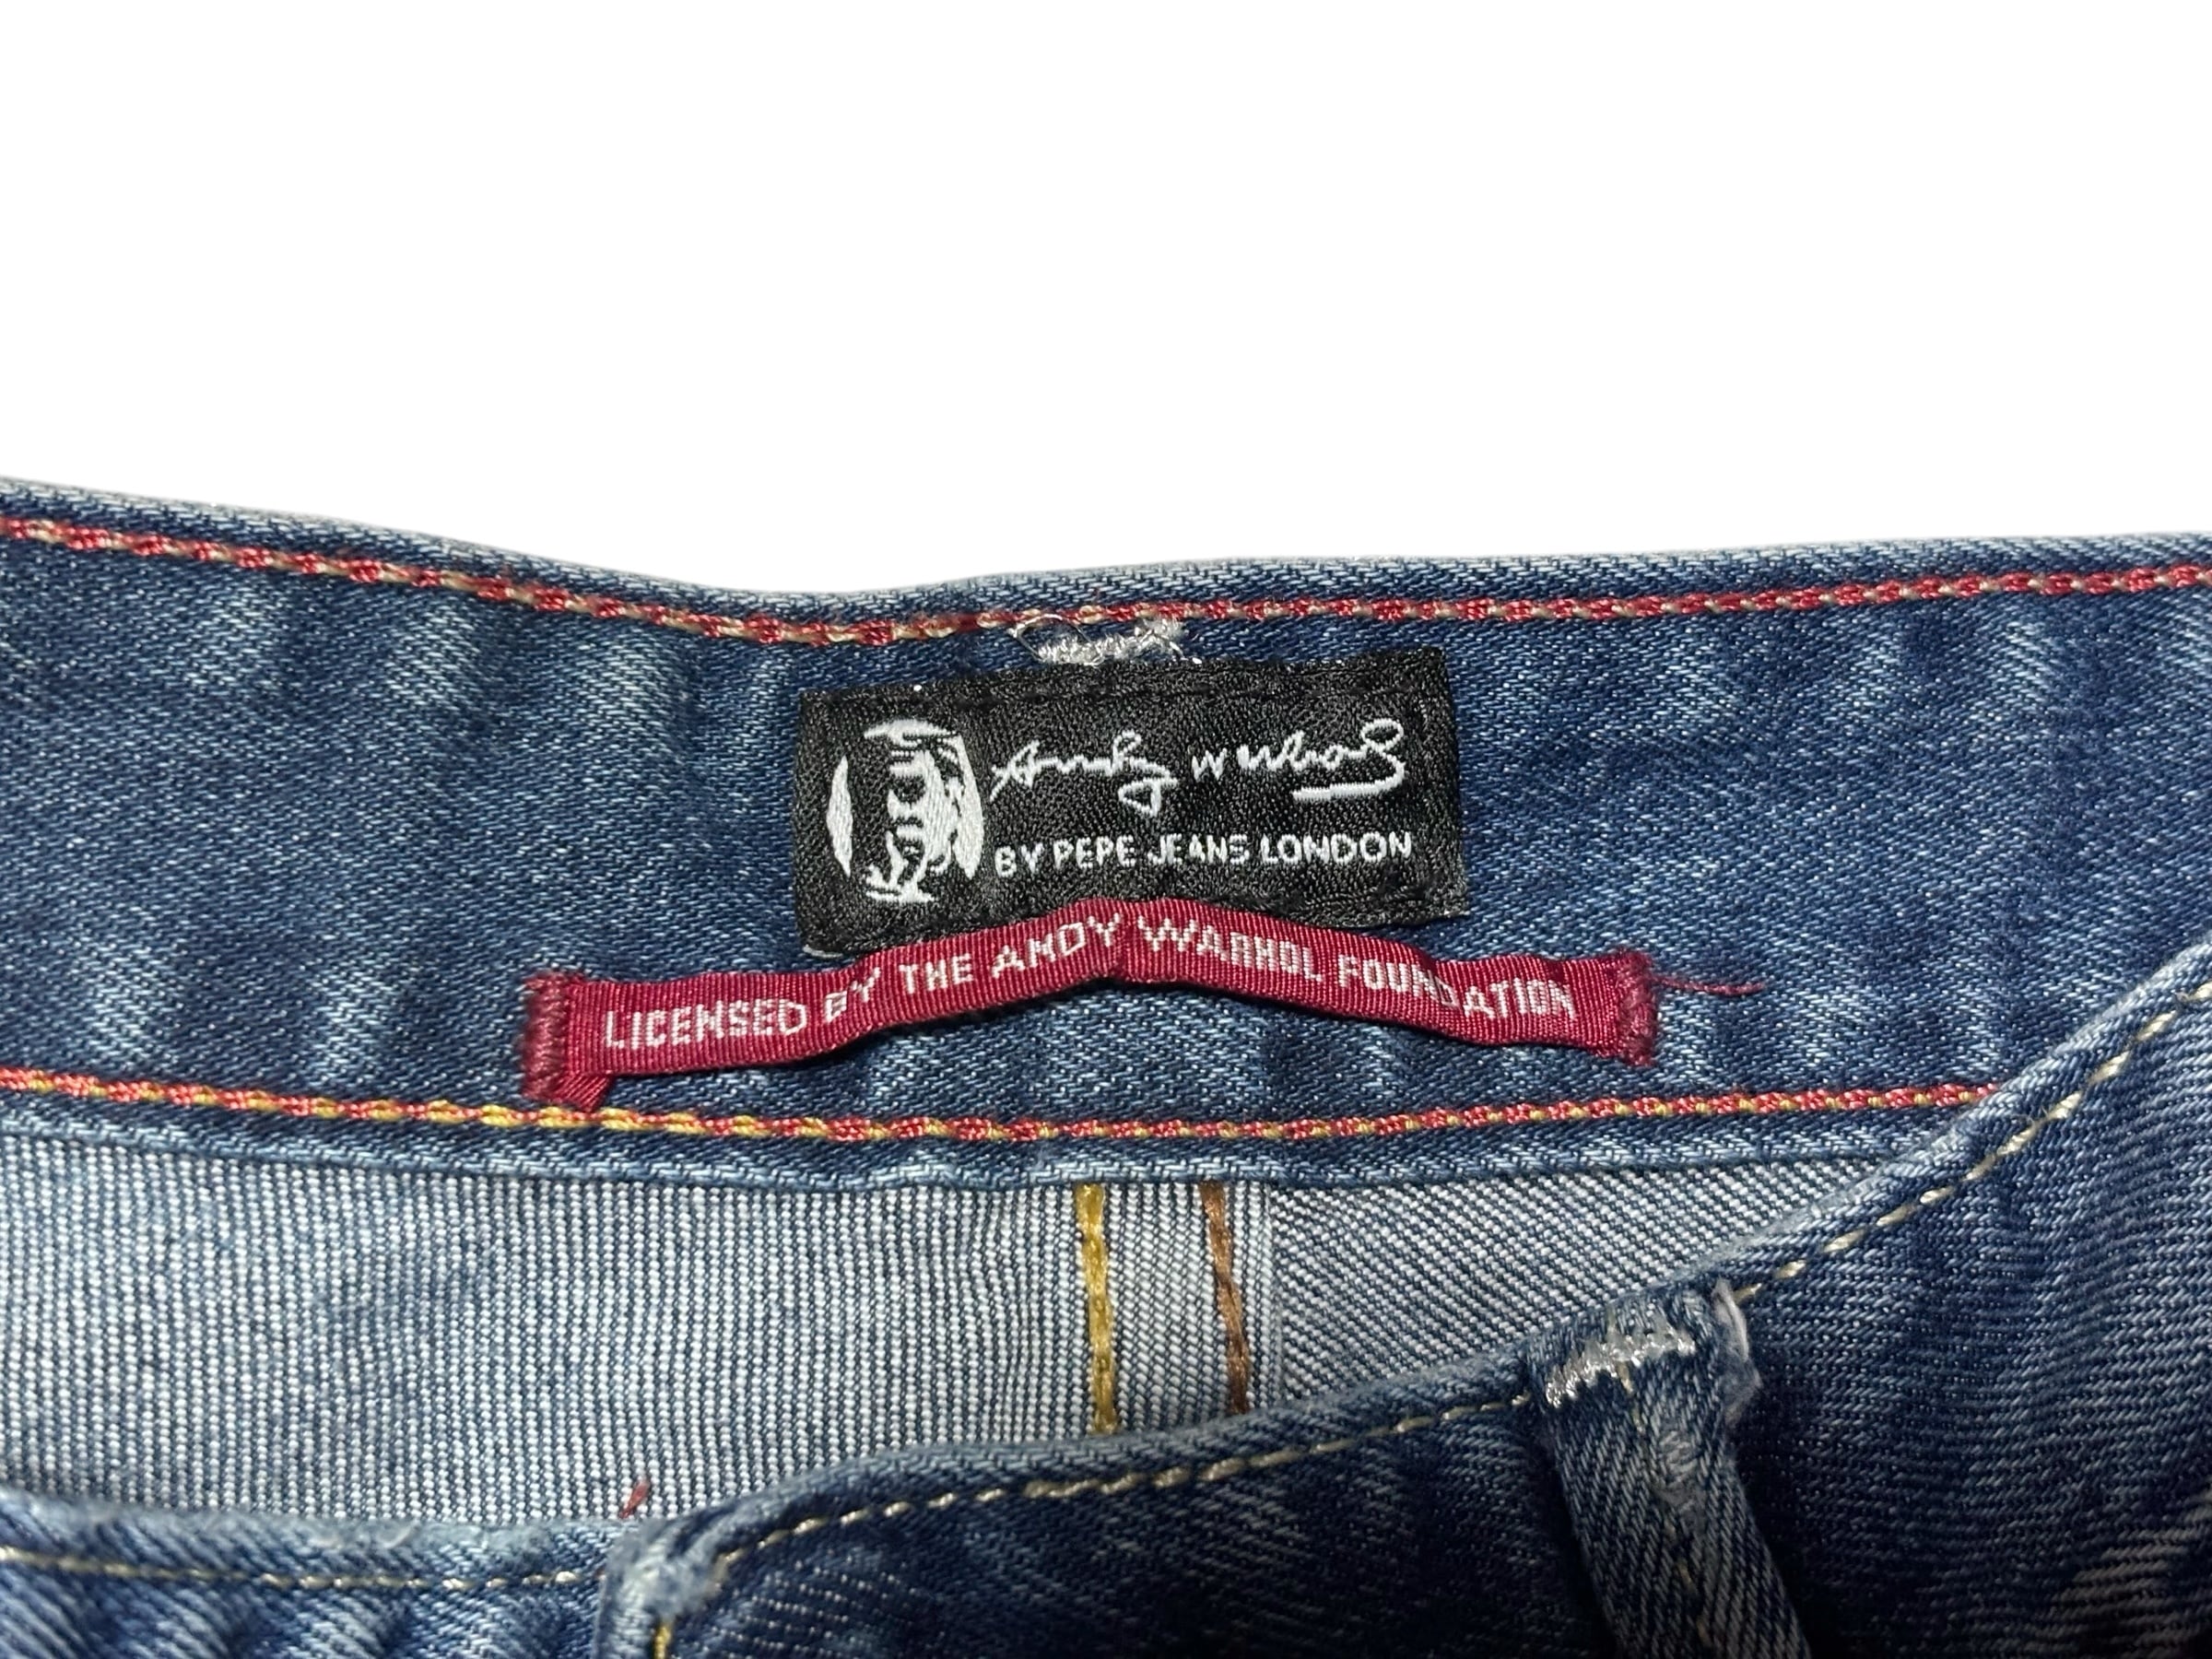 Andy Warhol
BY PEPE JEANS LONDON
LICENSED BY THE ANDY WARHOL FOUNDATION